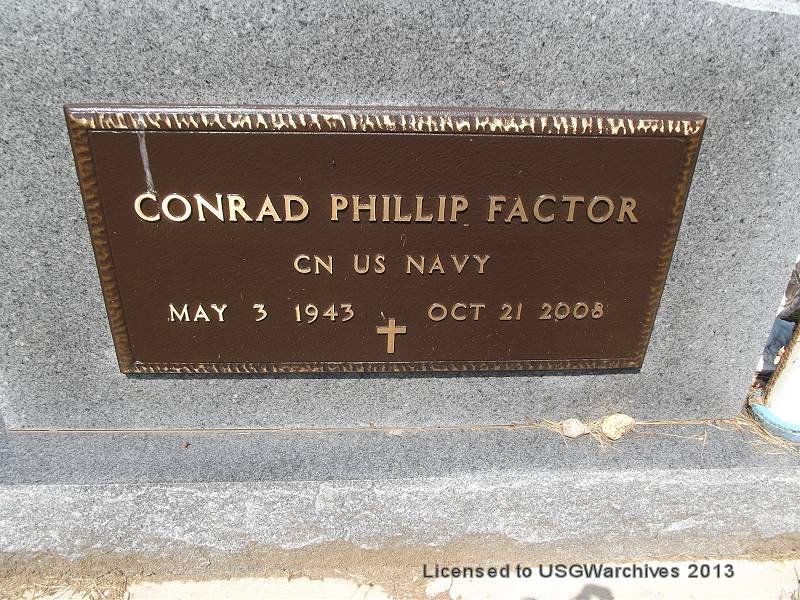 CONRAD PHILLIP FACTOR
CN US NAVY
MAY 3 1943 OCT 21 2008
Licensed to USGWarchives 2013